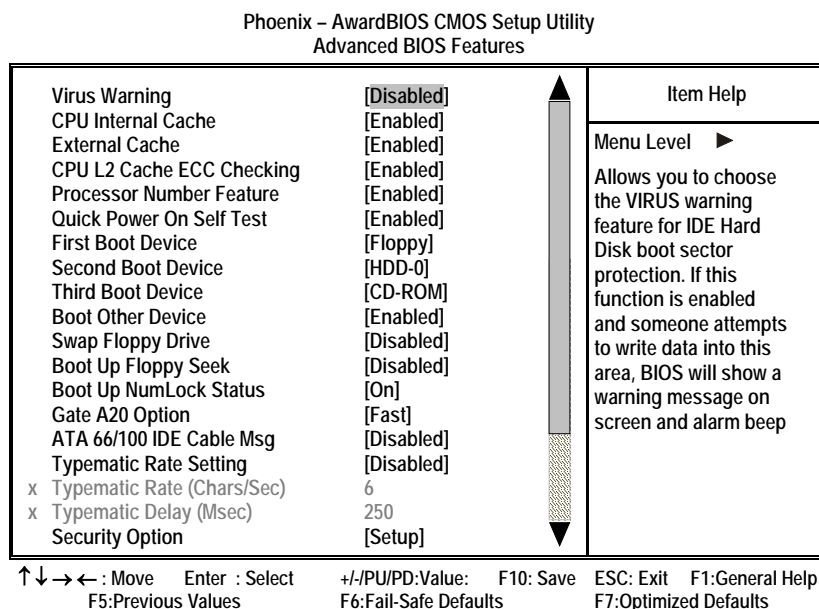 Phoenix – AwardBIOS CMOS Setup Utility
Advanced BIOS Features
Virus Warning [Disabled]
CPU Internal Cache [Enabled]
External Cache [Enabled]
CPU L2 Cache ECC Checking [Enabled]
Processor Number Feature [Enabled]
Quick Power On Self Test [Enabled]
First Boot Device [Floppy]
Second Boot Device [HDD-0]
Third Boot Device [CD-ROM]
Boot Other Device [Enabled]
Swap Floppy Drive [Disabled]
Boot Up Floppy Seek [Disabled]
Boot Up NumLock Status [On]
Gate A20 Option [Fast]
ATA 66/100 IDE Cable Msg [Disabled]
Typematic Rate Setting [Disabled]
x Typematic Rate (Chars/Sec) 6
x Typematic Delay (Msec) 250
Security Option [Setup]
Item Help
Menu Level ►
Allows you to choose
the VIRUS warning
feature for IDE Hard
Disk boot sector
protection. If this
function is enabled
and someone attempts
to write data into this
area, BIOS will show a
warning message on
screen and alarm beep
↑↓→← : Move Enter : Select +/-/PU/PD:Value: F10: Save ESC: Exit F1:General Help
F5:Previous Values F6:Fail-Safe Defaults F7:Optimized Defaults